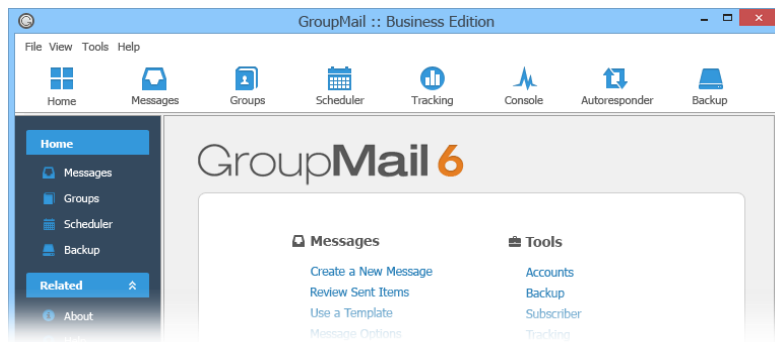 GroupMail :: Business Edition
File View Tools Help
Home Messages Groups Scheduler Tracking Console Autoresponder Backup
Home
Messages
Groups
Scheduler
Backup
Related
About
GroupMail 6
Messages
Create a New Message
Review Sent Items
Use a Template
Message Options
Tools
Accounts
Backup
Subscriber
Tracking